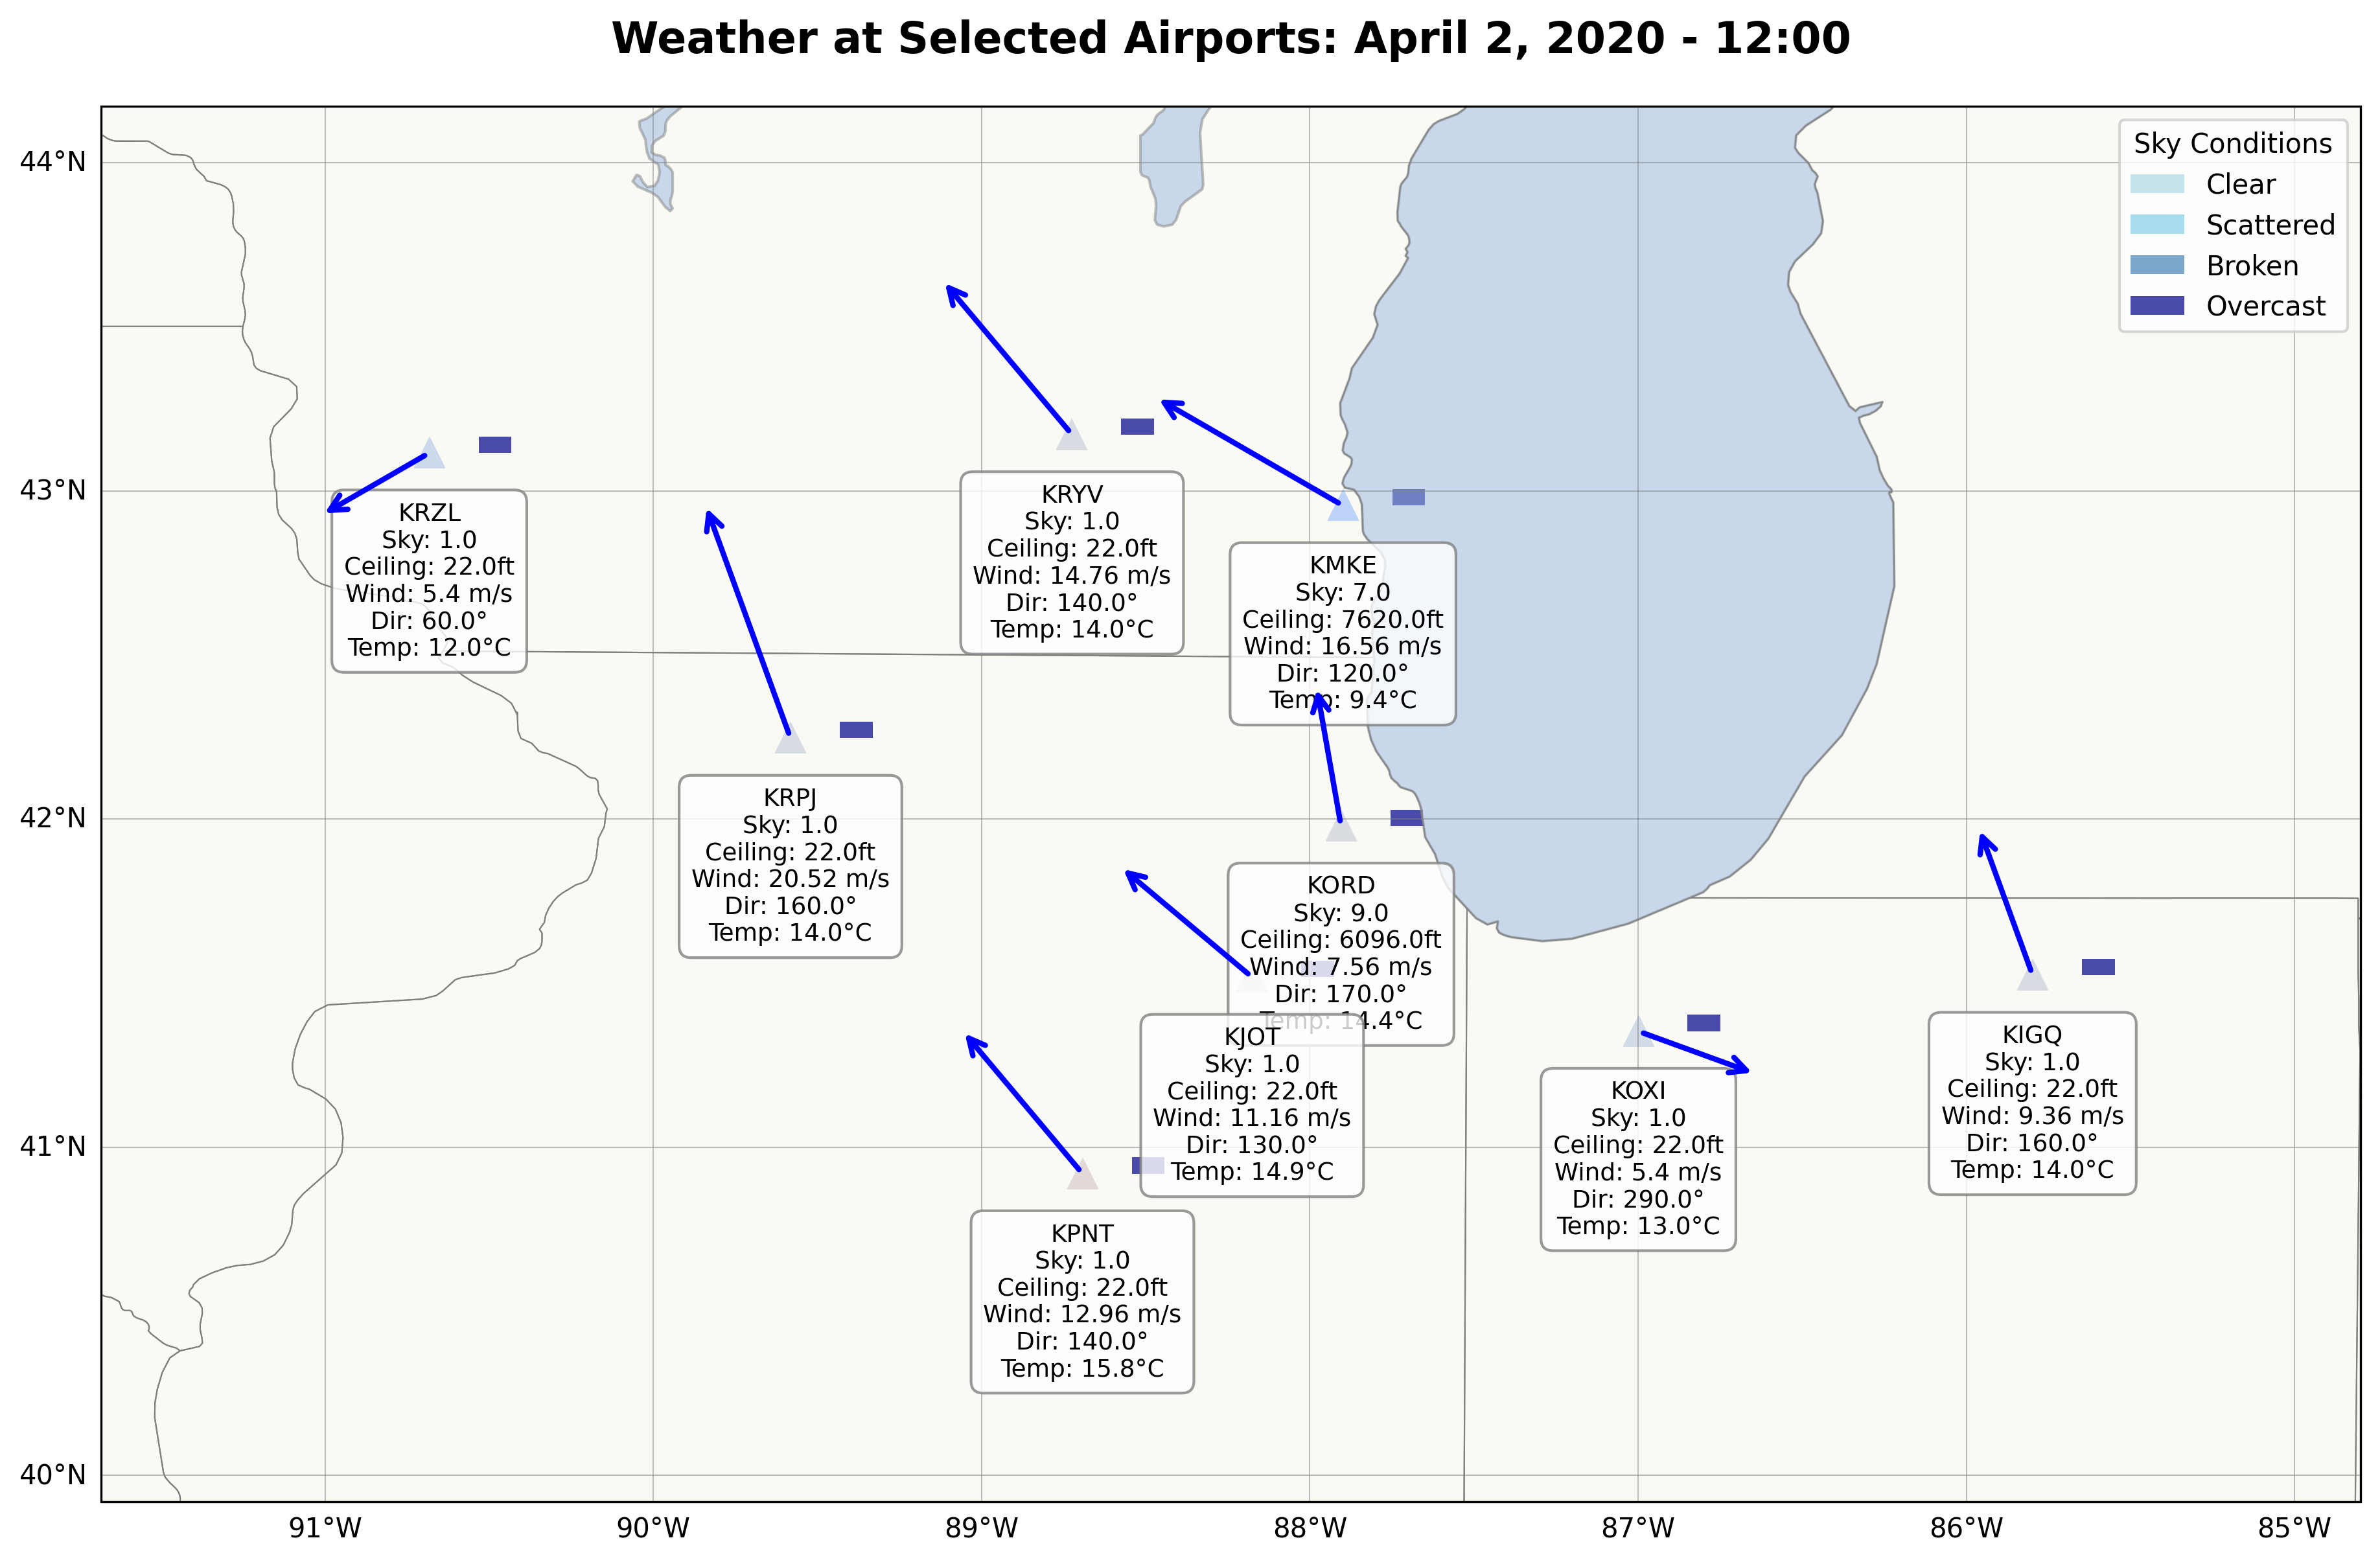 Weather at Selected Airports: April 2, 2020 - 12:00
Sky Conditions
Clear
Scattered
Broken
Overcast
44°N
43°N
42°N
41°N
40°N
KRZL
Sky: 1.0
Ceiling: 22.0ft
Wind: 5.4 m/s
Dir: 60.0°
Temp: 12.0°C
KRYV
Sky: 1.0
Ceiling: 22.0ft
Wind: 14.76 m/s
Dir: 140.0°
Temp: 14.0°C
KMKE
Sky: 7.0
Ceiling: 7620.0ft
Wind: 16.56 m/s
Dir: 120.0°
Temp: 9.4°C
KRPJ
Sky: 1.0
Ceiling: 22.0ft
Wind: 20.52 m/s
Dir: 160.0°
Temp: 14.0°C
KORD
Sky: 9.0
Ceiling: 6096.0ft
Wind: 7.56 m/s
Dir: 170.0°
Temp: 14.4°C
KJOT
Sky: 1.0
Ceiling: 22.0ft
Wind: 11.16 m/s
Dir: 130.0°
Temp: 14.9°C
KOXI
Sky: 1.0
Ceiling: 22.0ft
Wind: 5.4 m/s
Dir: 290.0°
Temp: 13.0°C
KIGQ
Sky: 1.0
Ceiling: 22.0ft
Wind: 9.36 m/s
Dir: 160.0°
Temp: 14.0°C
KPNT
Sky: 1.0
Ceiling: 22.0ft
Wind: 12.96 m/s
Dir: 140.0°
Temp: 15.8°C
91°W
90°W
89°W
88°W
87°W
86°W
85°W